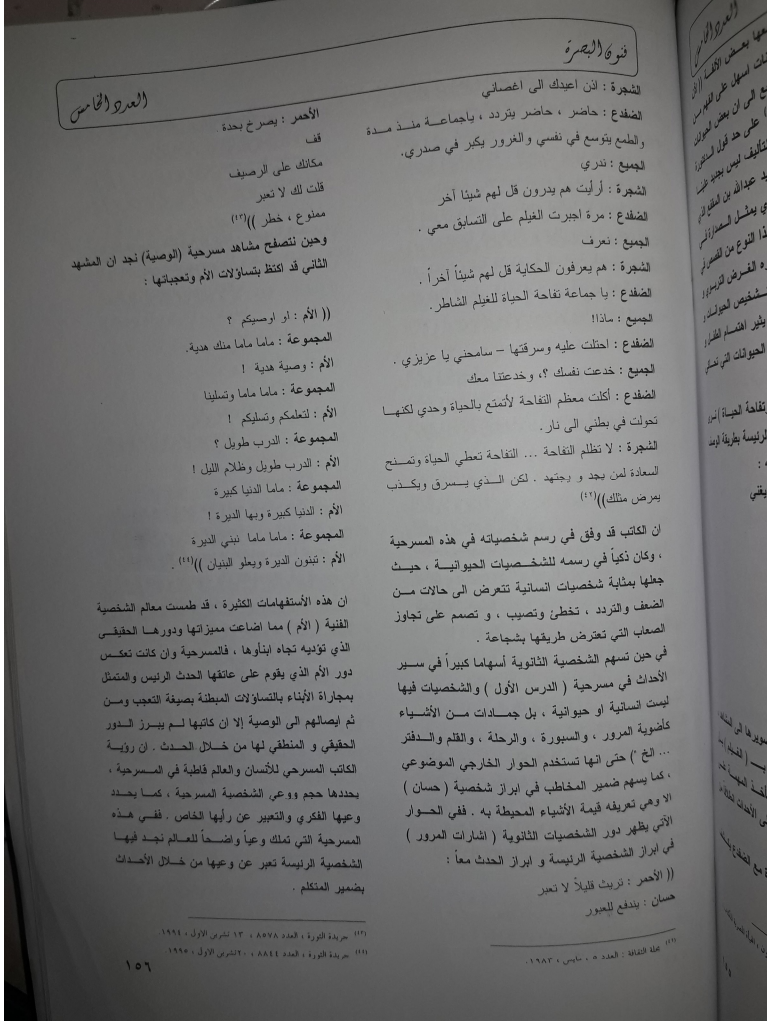 فنون البصرة
العدد الخامس
الشجرة : اذن اعيدك الى اغصاني
الضفدع : حاضر ، حاضر يتردد ، ياجماعة منذ مدة
والطمع يتوسع في نفسي والغرور يكبر في صدري.
الجميع : ندري
الشجرة : أرأيت هم يدرون قل لهم شيئا آخر
الضفدع : مرة اجبرت الغيلم على التسابق معي .
الجميع : نعرف
الشجرة : هم يعرفون الحكاية قل لهم شيئاً آخراً .
الضفدع : يا جماعة تفاحة الحياة للغيلم الشاطر.
الجميع : ماذا!
الضفدع : احتلت عليه وسرقتها – سامحني يا عزيزي .
الجميع : خدعت نفسك ؟، وخدعتنا معك
الضفدع : أكلت معظم التفاحة لأتمتع بالحياة وحدي لكنها
تحولت في بطني الى نار.
الشجرة : لا تظلم التفاحة ... التفاحة تعطي الحياة وتمنح
السعادة لمن يجد و يجتهد . لكن الذي يسرق ويكذب
يمرض مثلك))(٤٢)
ان الكاتب قد وفق في رسم شخصياته في هذه المسرحية
، وكان ذكياً في رسمه للشخصيات الحيوانية ، حيث
جعلها بمثابة شخصيات انسانية تتعرض الى حالات من
الضعف والتردد ، تخطئ وتصيب ، و تصمم على تجاوز
الصعاب التي تعترض طريقها بشجاعة .
في حين تسهم الشخصية الثانوية أسهاما كبيراً في سير
الأحداث في مسرحية ( الدرس الأول ) والشخصيات فيها
ليست انسانية او حيوانية ، بل جمادات من الأشياء
كأضوية المرور ، والسبورة ، والرحلة ، والقلم والدفتر
... الخ ) حتى انها تستخدم الحوار الخارجي الموضوعي
، كما يسهم ضمير المخاطب في ابراز شخصية ( حسان )
الا وهي تعريفه قيمة الأشياء المحيطة به . ففي الحوار
الآتي يظهر دور الشخصيات الثانوية ( اشارات المرور )
في ابراز الشخصية الرئيسة و ابراز الحدث معاً :
(( الأحمر : تريث قليلاً لا تعبر
حسان : يندفع للعبور
(٤٢) مجلة الثقافة : العدد ٥ ، مايس ، ١٩٨٣.
الأحمر : يصرخ بحدة
قف
مكانك على الرصيف
قلت لك لا تعبر
ممنوع ، خطر ))(٤٣)
وحين نتصفح مشاهد مسرحية (الوصية) نجد ان المشهد
الثاني قد اكتظ بتساؤلات الأم وتعجباتها :
(( الأم : لو اوصيكم ؟
المجموعة : ماما ماما منك هدية.
الأم : وصية هدية !
المجموعة : ماما ماما وتسلينا
الأم : لتعلمكم وتسليكم !
المجموعة : الدرب طويل ؟
الأم : الدرب طويل وظلام الليل !
المجموعة : ماما الدنيا كبيرة
الأم : الدنيا كبيرة وبها الديرة !
المجموعة : ماما ماما نبني الديرة
الأم : تبنون الديرة ويعلو البنيان ))(٤٤) .
ان هذه الأستفهامات الكثيرة ، قد طمست معالم الشخصية
الفنية ( الأم ) مما اضاعت مميزاتها ودورها الحقيقي
الذي تؤديه تجاه ابناؤها ، فالمسرحية وان كانت تعكس
دور الأم الذي يقوم على عاتقها الحدث الرئيس والمتمثل
بمجاراة الأبناء بالتساؤلات المبطنة بصيغة التعجب ومن
ثم ايصالهم الى الوصية إلا ان كاتبها لم يبرز الدور
الحقيقي و المنطقي لها من خلال الحدث . ان رؤية
الكاتب المسرحي للأنسان والعالم قاطبة في المسرحية ،
يحددها حجم ووعي الشخصية المسرحية ، كما يحدد
وعيها الفكري والتعبير عن رأيها الخاص . ففي هذه
المسرحية التي تملك وعياً واضحاً للعالم نجد فيها
الشخصية الرئيسة تعبر عن وعيها من خلال الأحداث
بضمير المتكلم .
(٤٣) جريدة الثورة ، العدد ٨٥٧٨ ، ١٣ تشرين الاول ، ١٩٩٤.
(٤٤) جريدة الثورة ، العدد ٨٨٤٤ ، ٢٠ تشرين الاول ، ١٩٩٥
١٥٦